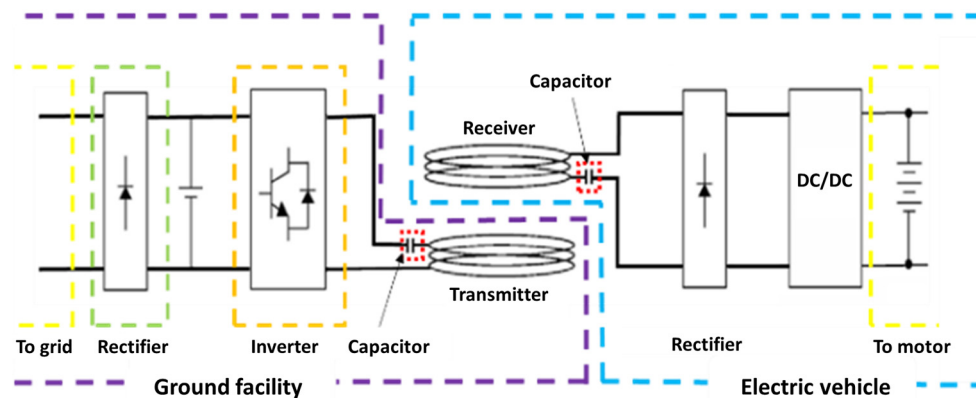 Capacitor
Receiver
DC/DC
Transmitter
To grid
Rectifier
Inverter
Capacitor
Rectifier
To motor
Ground facility
Electric vehicle